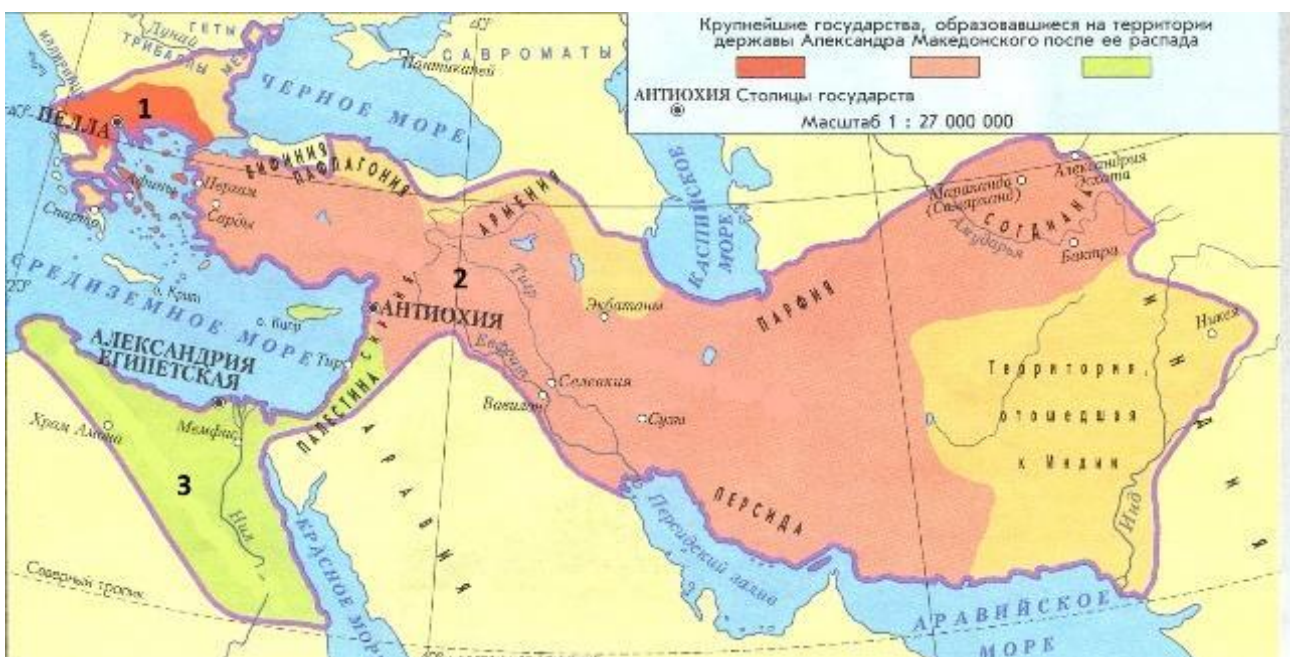 Крупнейшие государства, образовавшиеся на территории
державы Александра Македонского после ее распада
АНТИОХИЯ Столицы государств
Масштаб 1 : 27 000 000
ГЕТЫ
Дунай
ТРИБАЛЛЫ
САВРОМАТЫ
Пантикапей
ЧЕРНОЕ МОРЕ
1
ПЕЛЛА
Афины
Спарта
Пергам
Сарды
ВИФИНИЯ
ПАФЛАГОНИЯ
АРМЕНИЯ
КАСПИЙСКОЕ
МОРЕ
Александрия
Эсхата
Мараканда
(Самарканд)
СОГДИАНА
Бактра
ПАРФИЯ
2
Тигр
Экбатаны
АНТИОХИЯ
Евфрат
Селевкия
Вавилон
Сузы
ПЕРСИДА
Персидский залив
СРЕДИЗЕМНОЕ МОРЕ
о. Крит
о. Кипр
Тир
ПАЛЕСТИНА
АЛЕКСАНДРИЯ
ЕГИПЕТСКАЯ
Храм Амона
Мемфис
3
Нил
АРАВИЯ
КРАСНОЕ МОРЕ
Северный тропик
Никея
Территория,
отошедшая
к Индии
Инд
ИНДИЯ
АРАВИЙСКОЕ
МОРЕ